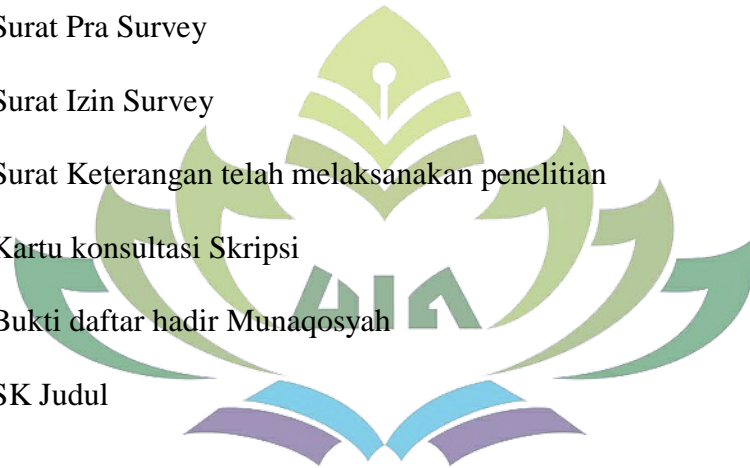 Surat Pra Survey
Surat Izin Survey
Surat Keterangan telah melaksanakan penelitian
Kartu konsultasi Skripsi
UIN
Bukti daftar hadir Munaqosyah
SK Judul